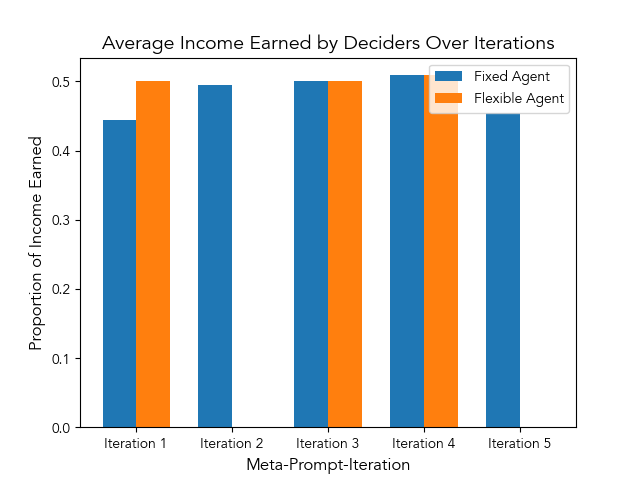 Average Income Earned by Deciders Over Iterations
Fixed Agent
Flexible Agent
Proportion of Income Earned
0.5
0.4
0.3
0.2
0.1
0.0
Iteration 1
Iteration 2
Iteration 3
Iteration 4
Iteration 5
Meta-Prompt-Iteration